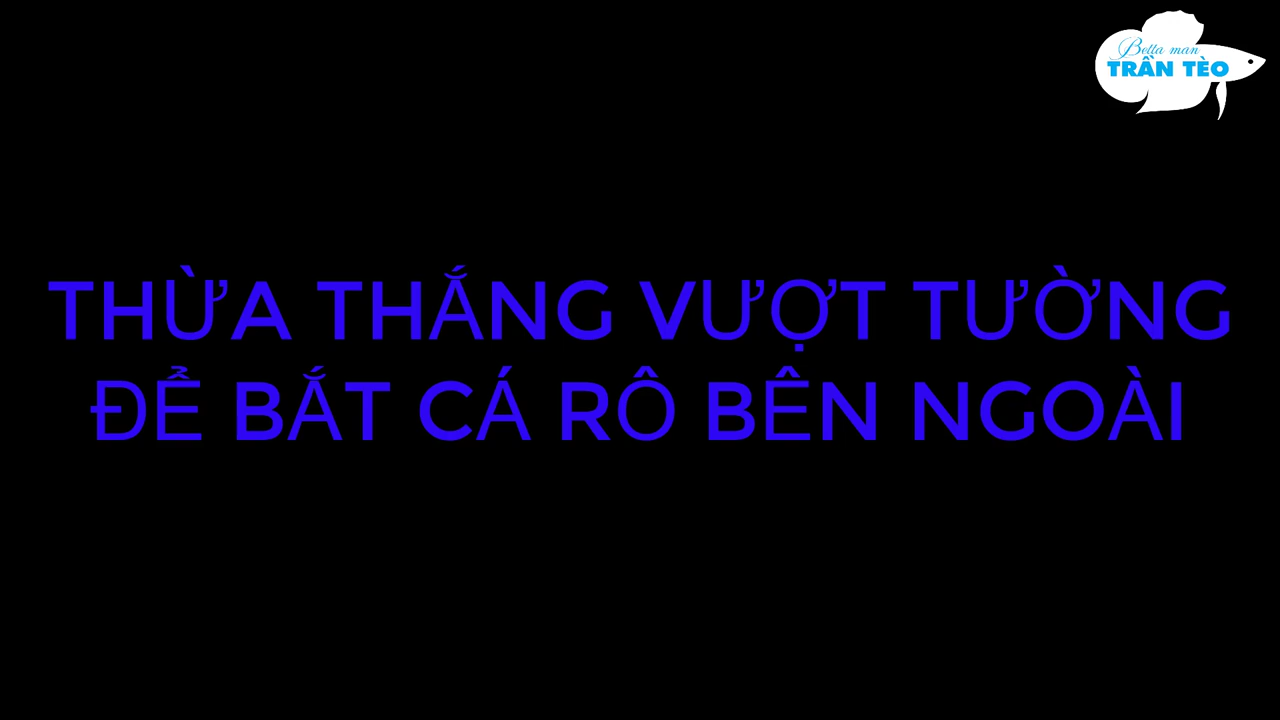 Betta man
TRẦN TÈO
THỪA THẮNG VƯỢT TƯỜNG
ĐỂ BẮT CÁ RÔ BÊN NGOÀI